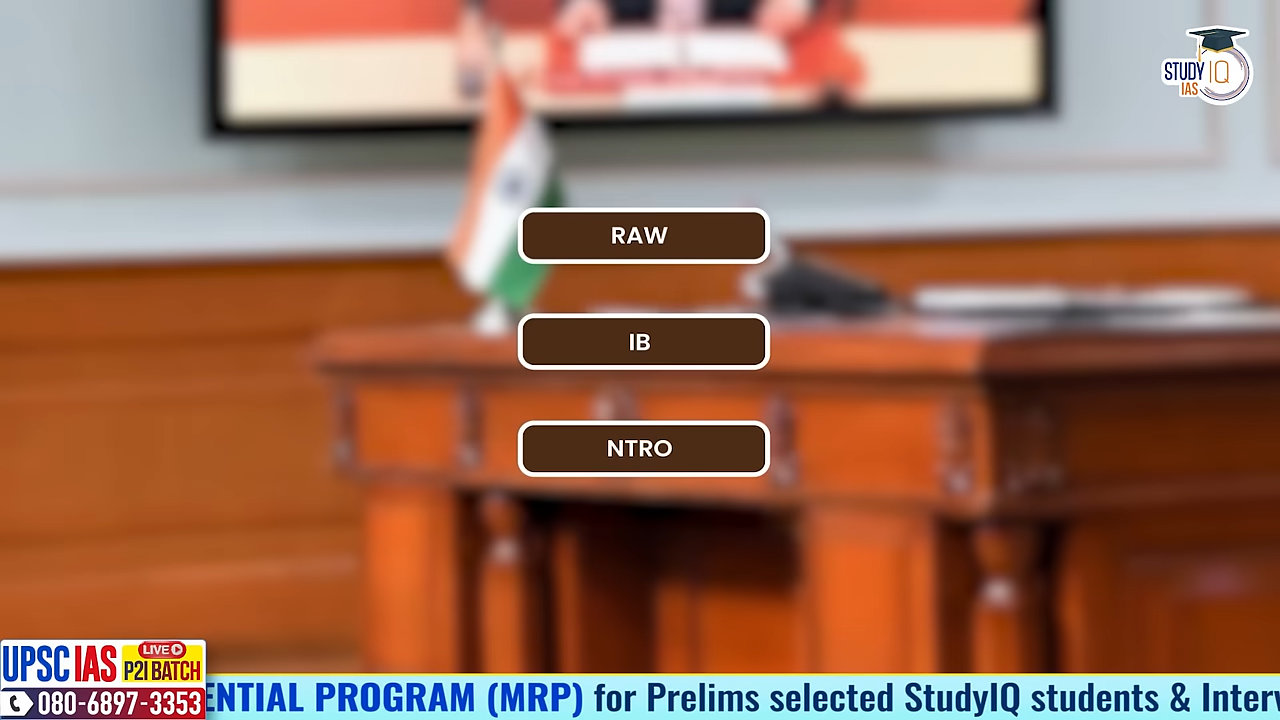 STUDY IQ
IAS
RAW
IB
NTRO
UPSC IAS LIVE P2I BATCH
080-6897-3353
ENTIAL PROGRAM (MRP) for Prelims selected StudyIQ students & Interv